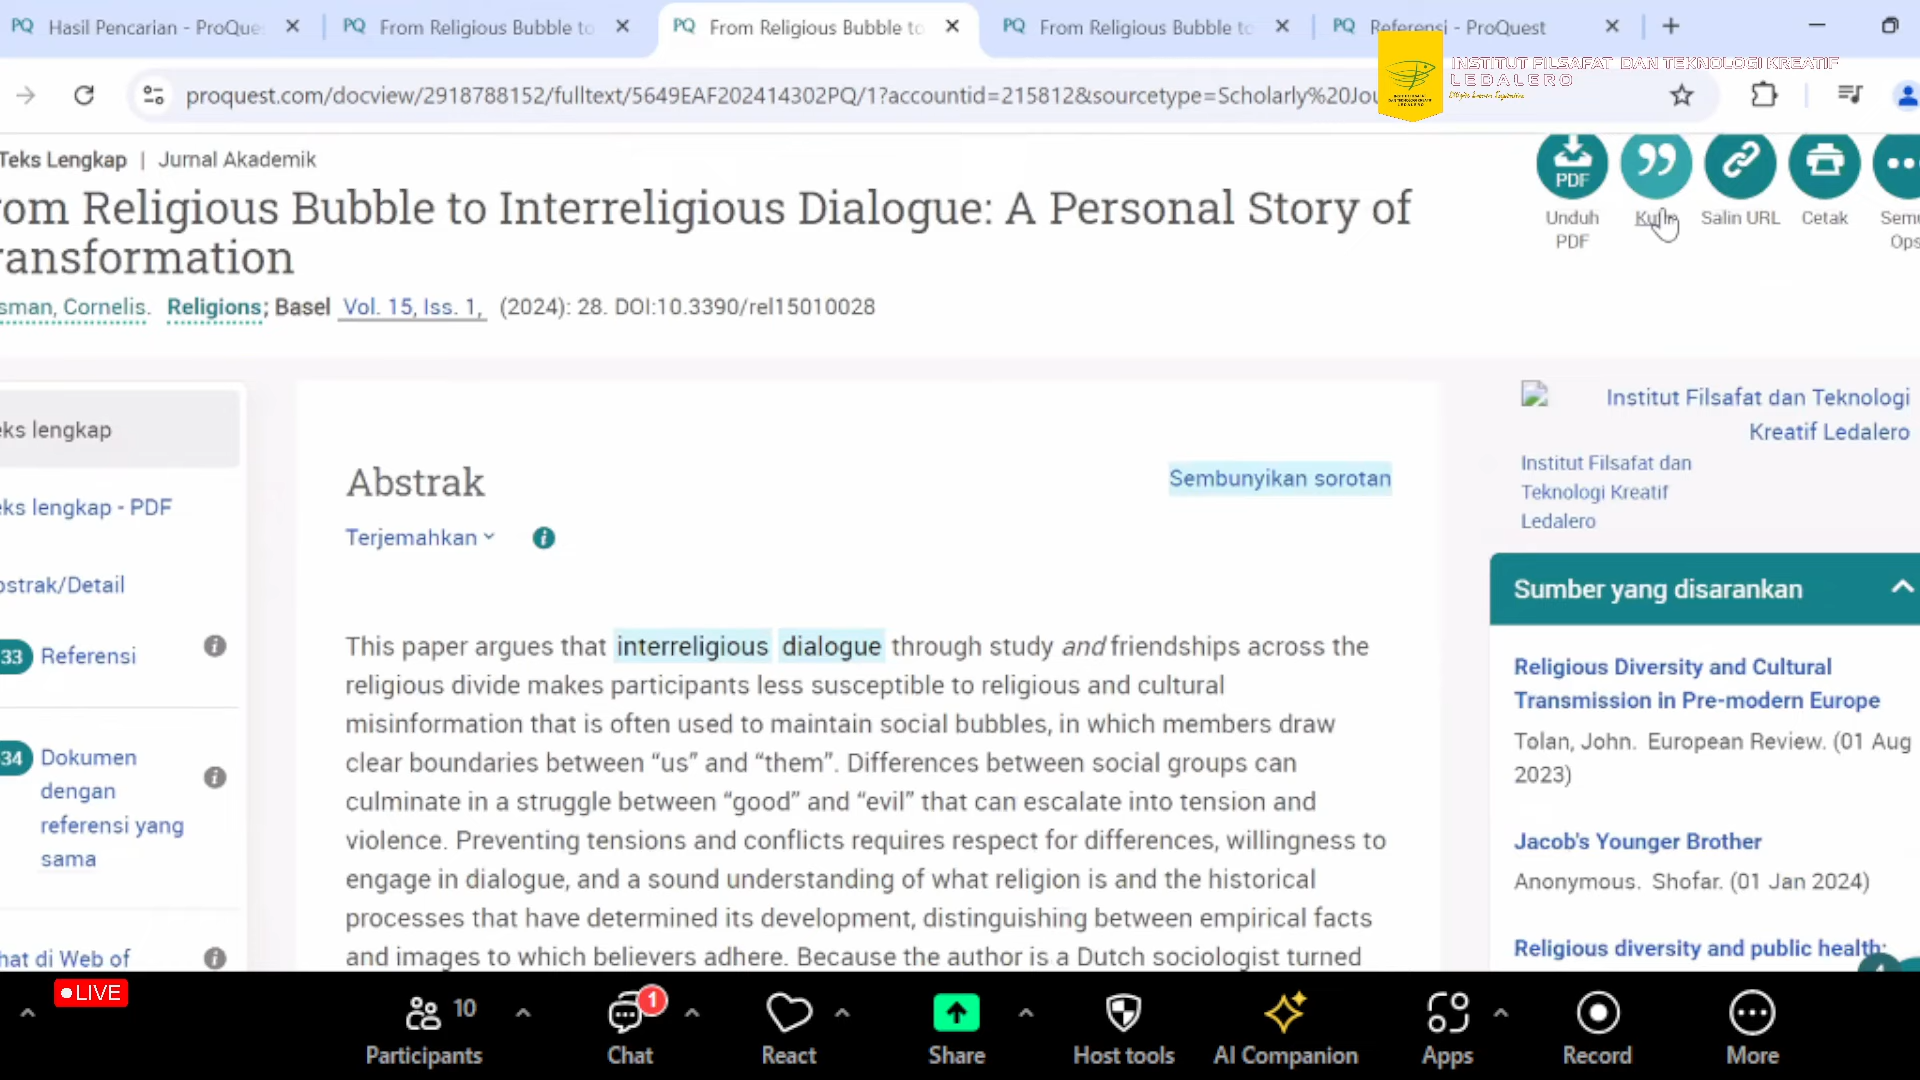 PQ Hasil Pencarian - ProQue
PQ From Religious Bubble to
PQ From Religious Bubble to
PQ From Religious Bubble to
PQ Referensi - ProQuest
proquest.com/docview/2918788152/fulltext/5649EAF202414302PQ/1?accountid=215812&sourcetype=Scholarly%20Jou
INSTITUT FILSAFAT DAN TEKNOLOGI KREATIF
LEDALERO
Teks Lengkap | Jurnal Akademik
rom Religious Bubble to Interreligious Dialogue: A Personal Story of
ransformation
sman, Cornelis. Religions; Basel Vol. 15, Iss. 1, (2024): 28. DOI:10.3390/rel15010028
PDF
Unduh
PDF
Salin URL
Cetak
Semu
Ops
eks lengkap
eks lengkap - PDF
ostrak/Detail
33 Referensi
34 Dokumen
dengan
referensi yang
sama
hat di Web of
Abstrak
Sembunyikan sorotan
Terjemahkan
This paper argues that interreligious dialogue through study and friendships across the
religious divide makes participants less susceptible to religious and cultural
misinformation that is often used to maintain social bubbles, in which members draw
clear boundaries between “us” and “them”. Differences between social groups can
culminate in a struggle between “good” and “evil” that can escalate into tension and
violence. Preventing tensions and conflicts requires respect for differences, willingness to
engage in dialogue, and a sound understanding of what religion is and the historical
processes that have determined its development, distinguishing between empirical facts
and images to which believers adhere. Because the author is a Dutch sociologist turned
Institut Filsafat dan Teknologi
Kreatif Ledalero
Institut Filsafat dan
Teknologi Kreatif
Ledalero
Sumber yang disarankan
Religious Diversity and Cultural
Transmission in Pre-modern Europe
Tolan, John. European Review. (01 Aug
2023)
Jacob's Younger Brother
Anonymous. Shofar. (01 Jan 2024)
Religious diversity and public health:
LIVE
10
Participants
1
Chat
React
Share
Host tools
AI Companion
Apps
Record
More